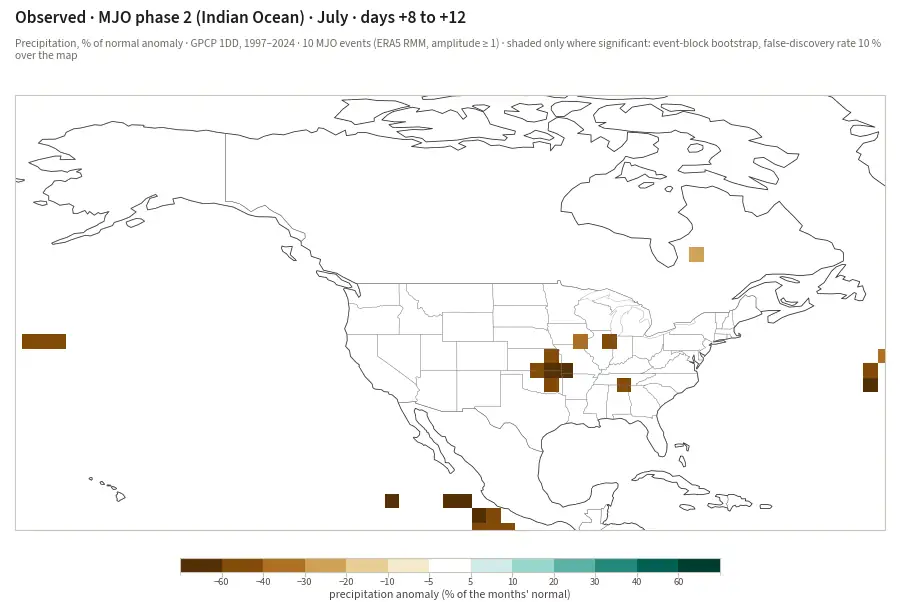 Observed · MJO phase 2 (Indian Ocean) · July · days +8 to +12
Precipitation, % of normal anomaly · GPCP 1DD, 1997–2024 · 10 MJO events (ERA5 RMM, amplitude ≥ 1) · shaded only where significant: event-block bootstrap, false-discovery rate 10 %
over the map
−60 −40 −30 −20 −10 −5 5 10 20 30 40 60
precipitation anomaly (% of the months' normal)